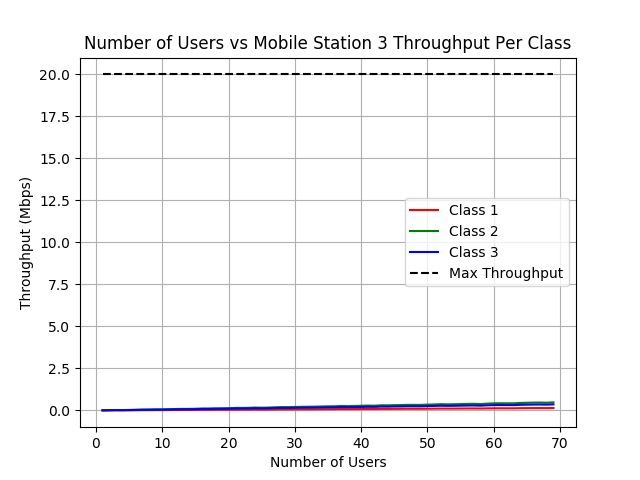 Number of Users vs Mobile Station 3 Throughput Per Class
Throughput (Mbps)
20.0
17.5
15.0
12.5
10.0
7.5
5.0
2.5
0.0
Class 1
Class 2
Class 3
Max Throughput
0 10 20 30 40 50 60 70
Number of Users